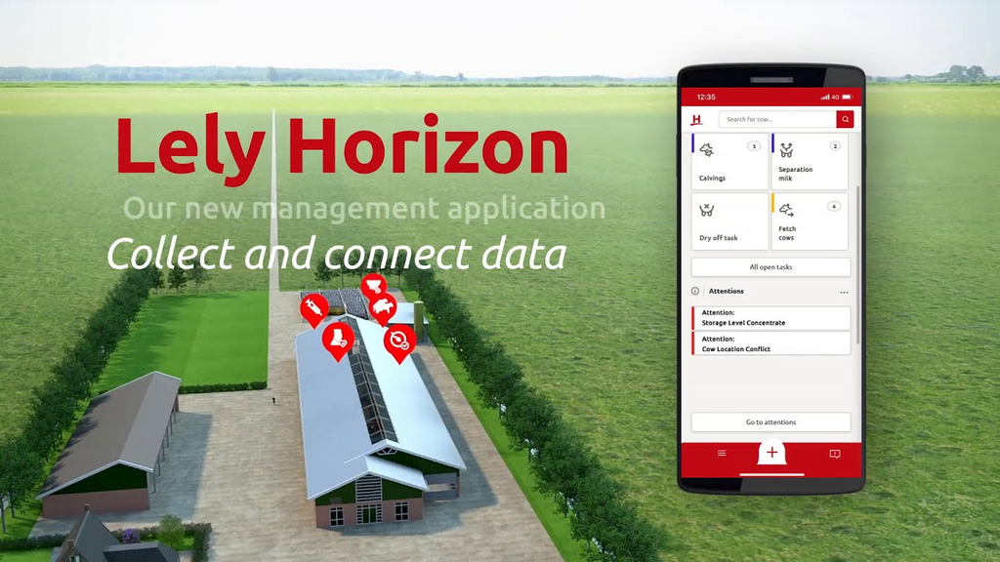 Lely Horizon
Our new management application
Collect and connect data
12:35
4G
H
Search for cow...
Calvings
5
Separation
milk
2
Dry off task
Fetch
cows
4
All open tasks
Attentions
...
Attention:
Storage Level Concentrate
Attention:
Cow Location Conflict
Go to attentions